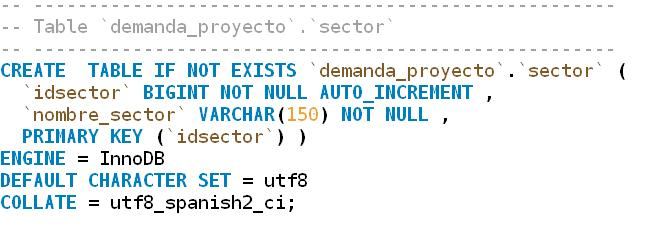 -- -----------------------------------------------------
-- Table `demanda_proyecto`.`sector`
-- -----------------------------------------------------
CREATE  TABLE IF NOT EXISTS `demanda_proyecto`.`sector` (
  `idsector` BIGINT NOT NULL AUTO_INCREMENT ,
  `nombre_sector` VARCHAR(150) NOT NULL ,
  PRIMARY KEY (`idsector`) )
ENGINE = InnoDB
DEFAULT CHARACTER SET = utf8
COLLATE = utf8_spanish2_ci;